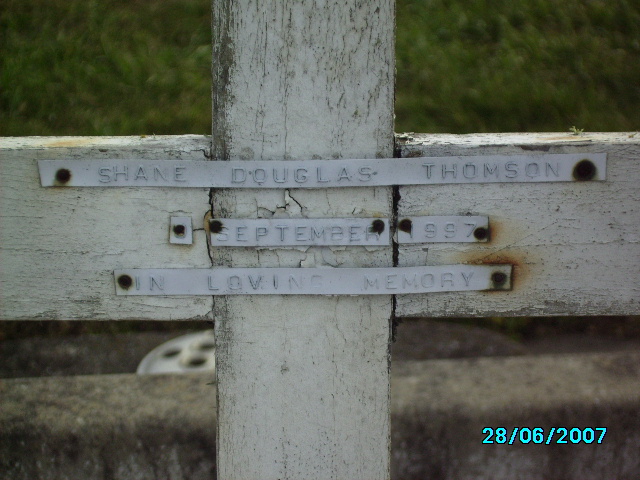 SHANE DOUGLAS THOMSON
SEPTEMBER 1997
IN LOVING MEMORY
28/06/2007